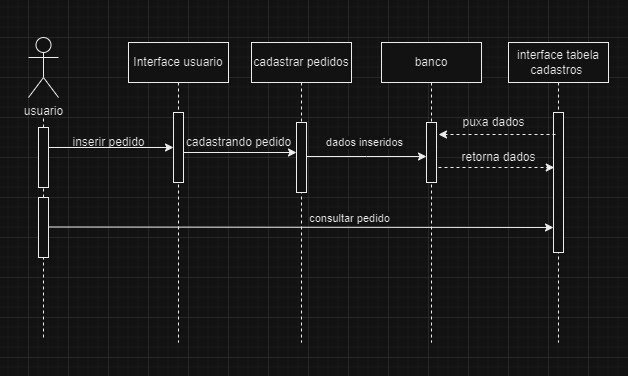 Interface usuario
cadastrar pedidos
banco
interface tabela
cadastros
usuario
puxa dados
inserir pedido
cadastrando pedido
dados inseridos
retorna dados
consultar pedido